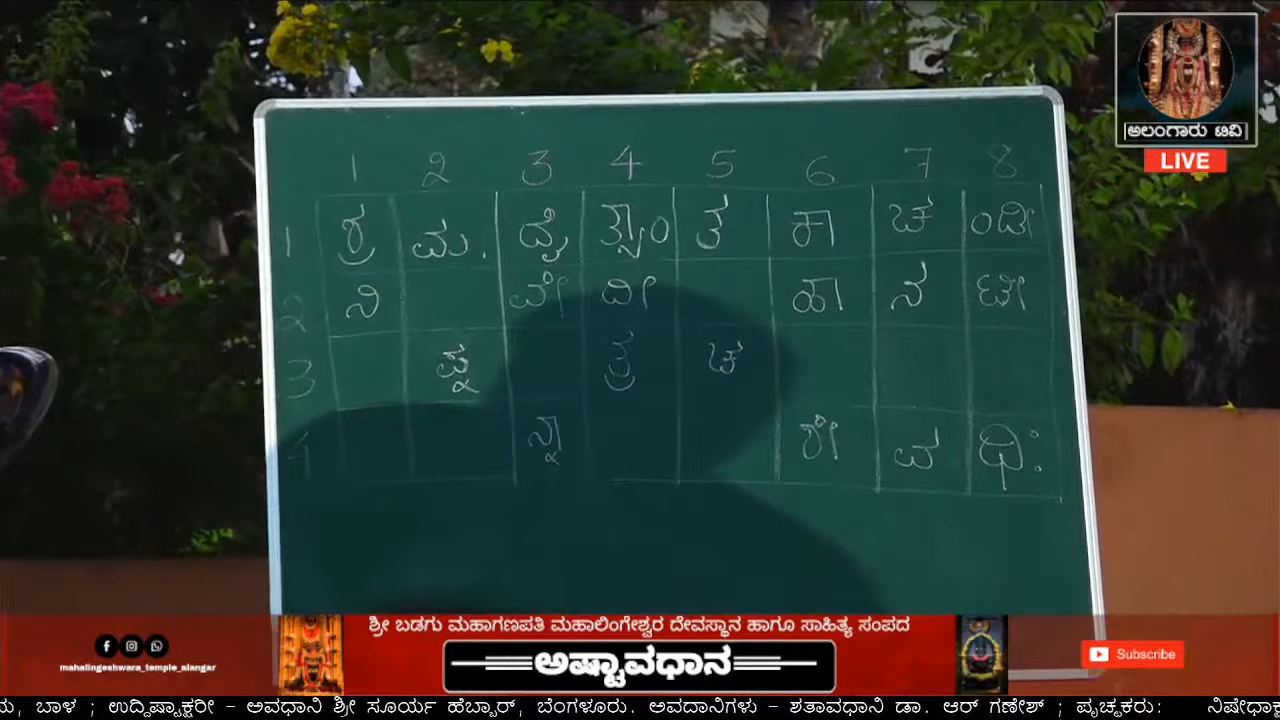 ಅಲಂಗಾರು ಟಿವಿ
LIVE
1 2 3 4 5 6 7 8
1 ಕ್ರ ಮ. ದ್ವೈ ತ್ಸ್ಯಾಂ ತ ಕಾ ಚ ಂಡೀ
2 ನಿ ವೇ ದೀ ಹಾ ನ ಟೀ
3 ಪ್ನ ತ್ರ ಚ
4 ನ್ನಾ ಶೇ ವ ಧಿಃ
ಶ್ರೀ ಬಡಗು ಮಹಾಗಣಪತಿ ಮಹಾಲಿಂಗೇಶ್ವರ ದೇವಸ್ಥಾನ ಹಾಗೂ ಸಾಹಿತ್ಯ ಸಂಪದ
ಅಷ್ಟಾವಧಾನ
mahalingeshwara_temple_alangar
Subscribe
ಬಾಳ ; ಉದ್ದಿಷ್ಟಾಕ್ಷರೀ - ಅವಧಾನಿ ಶ್ರೀ ಸೂರ್ಯ ಹೆಬ್ಬಾರ್, ಬೆಂಗಳೂರು. ಅವದಾನಿಗಳು - ಶತಾವಧಾನಿ ಡಾ. ಆರ್ ಗಣೇಶ್ ; ಪೃಚ್ಛಕರು: